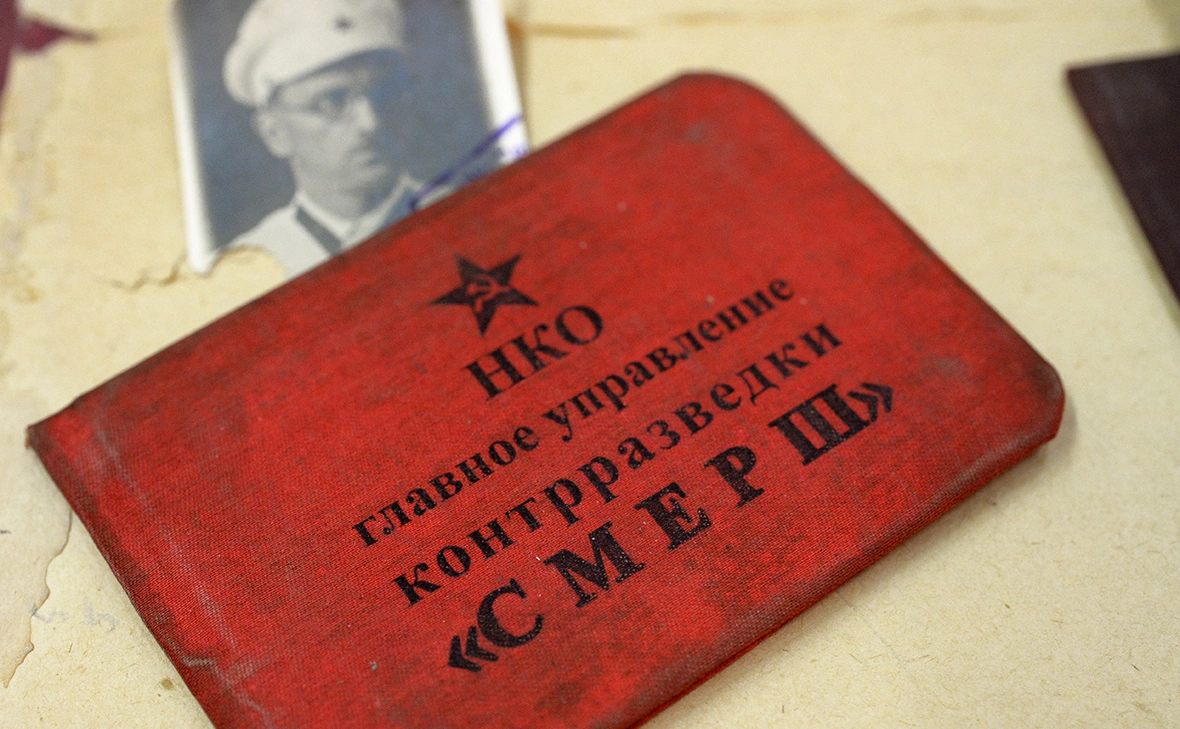 НКО
главное управление
контрразведки
«СМЕРШ»